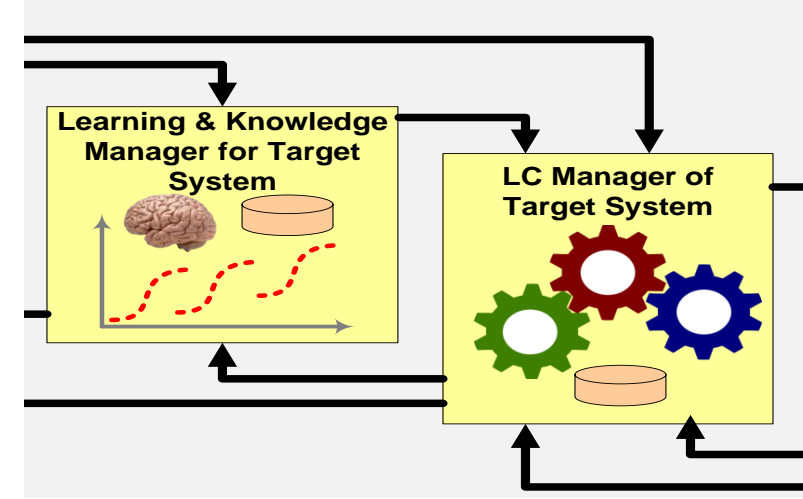 Learning & Knowledge
Manager for Target
System
LC Manager of
Target System